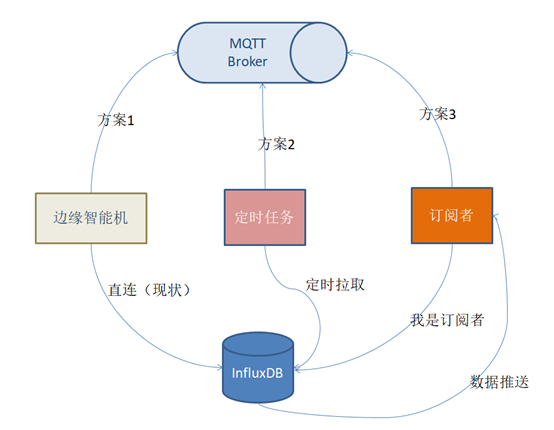 MQTT
Broker
方案1
方案2
方案3
边缘智能机
定时任务
订阅者
直连（现状）
定时拉取
我是订阅者
InfluxDB
数据推送